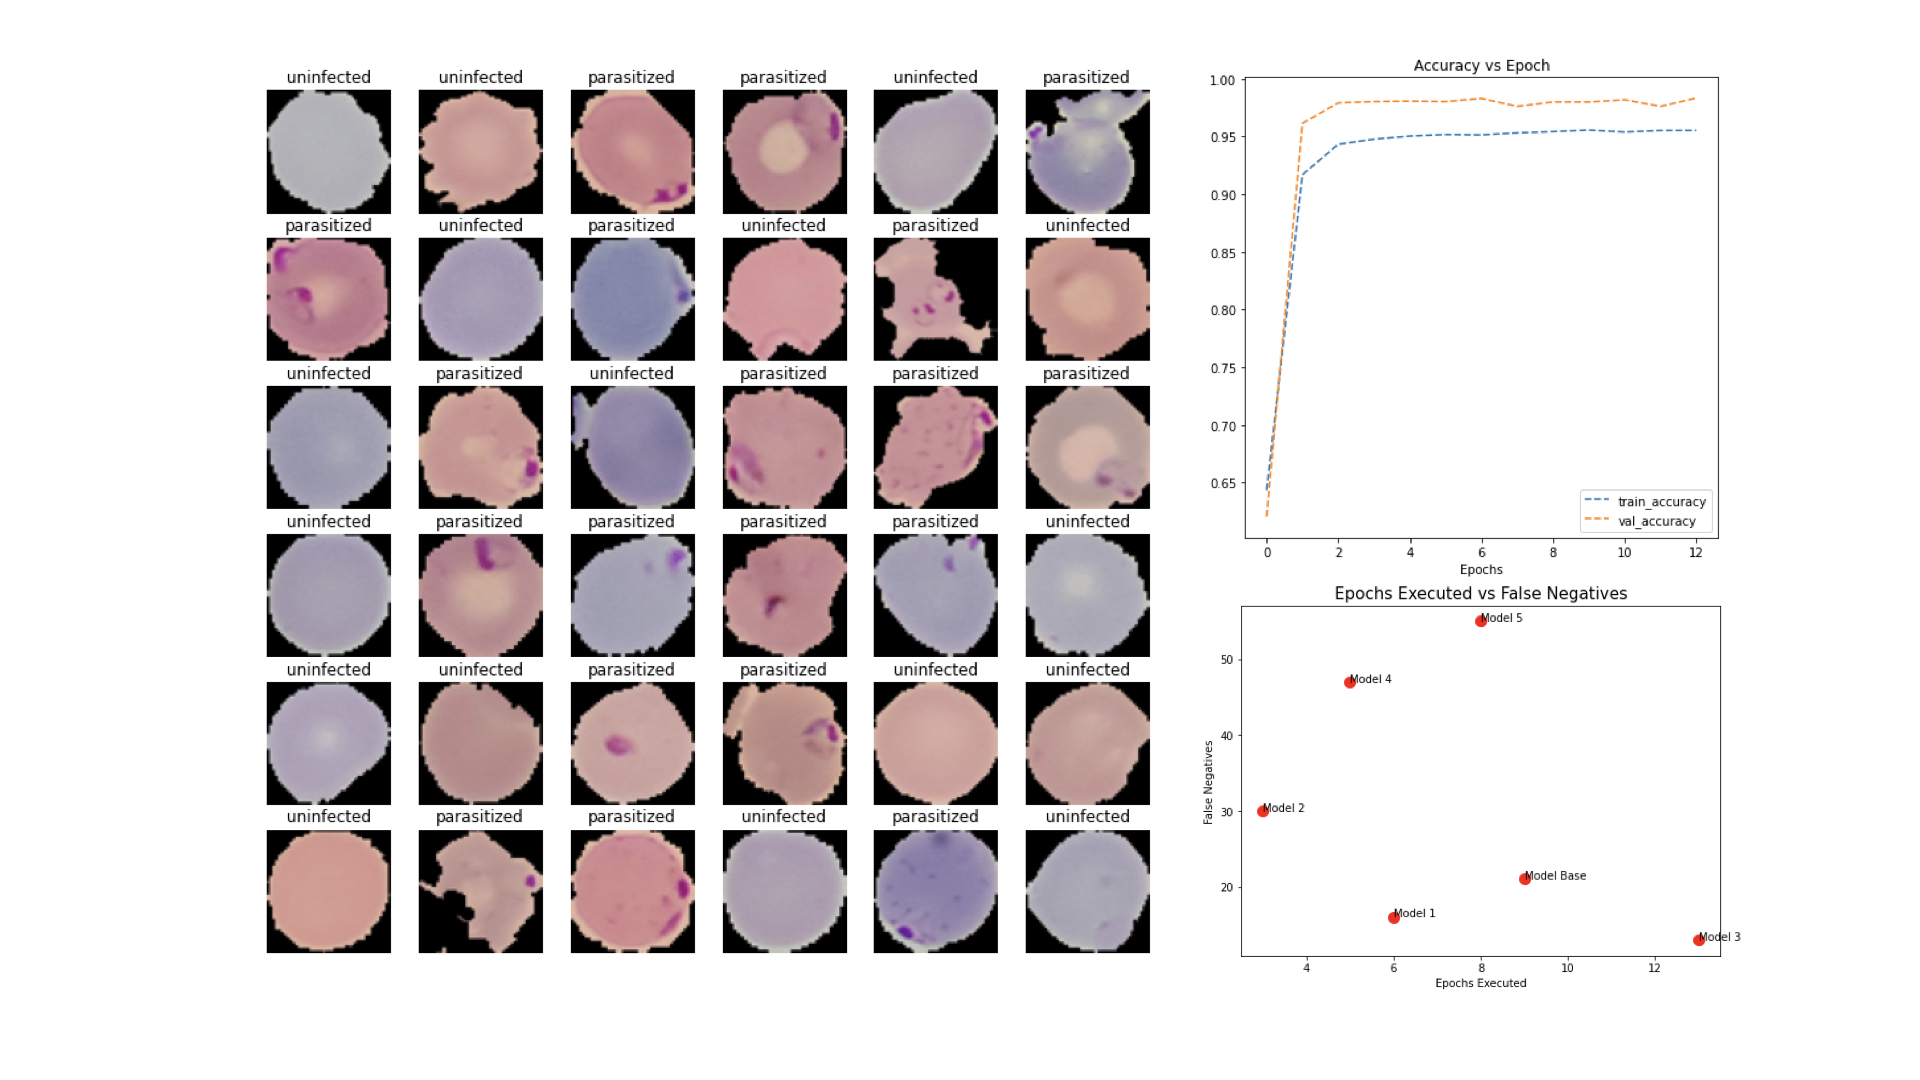 uninfected uninfected parasitized parasitized uninfected parasitized
parasitized uninfected parasitized uninfected parasitized uninfected
uninfected parasitized uninfected parasitized parasitized parasitized
uninfected parasitized parasitized parasitized parasitized uninfected
uninfected uninfected parasitized parasitized uninfected uninfected
uninfected parasitized parasitized uninfected parasitized uninfected
Accuracy vs Epoch
1.00
0.95
0.90
0.85
0.80
0.75
0.70
0.65
train_accuracy
val_accuracy
0 2 4 6 8 10 12
Epochs
Epochs Executed vs False Negatives
False Negatives
50
40
30
20
Model 5
Model 4
Model 2
Model Base
Model 1
Model 3
4 6 8 10 12
Epochs Executed